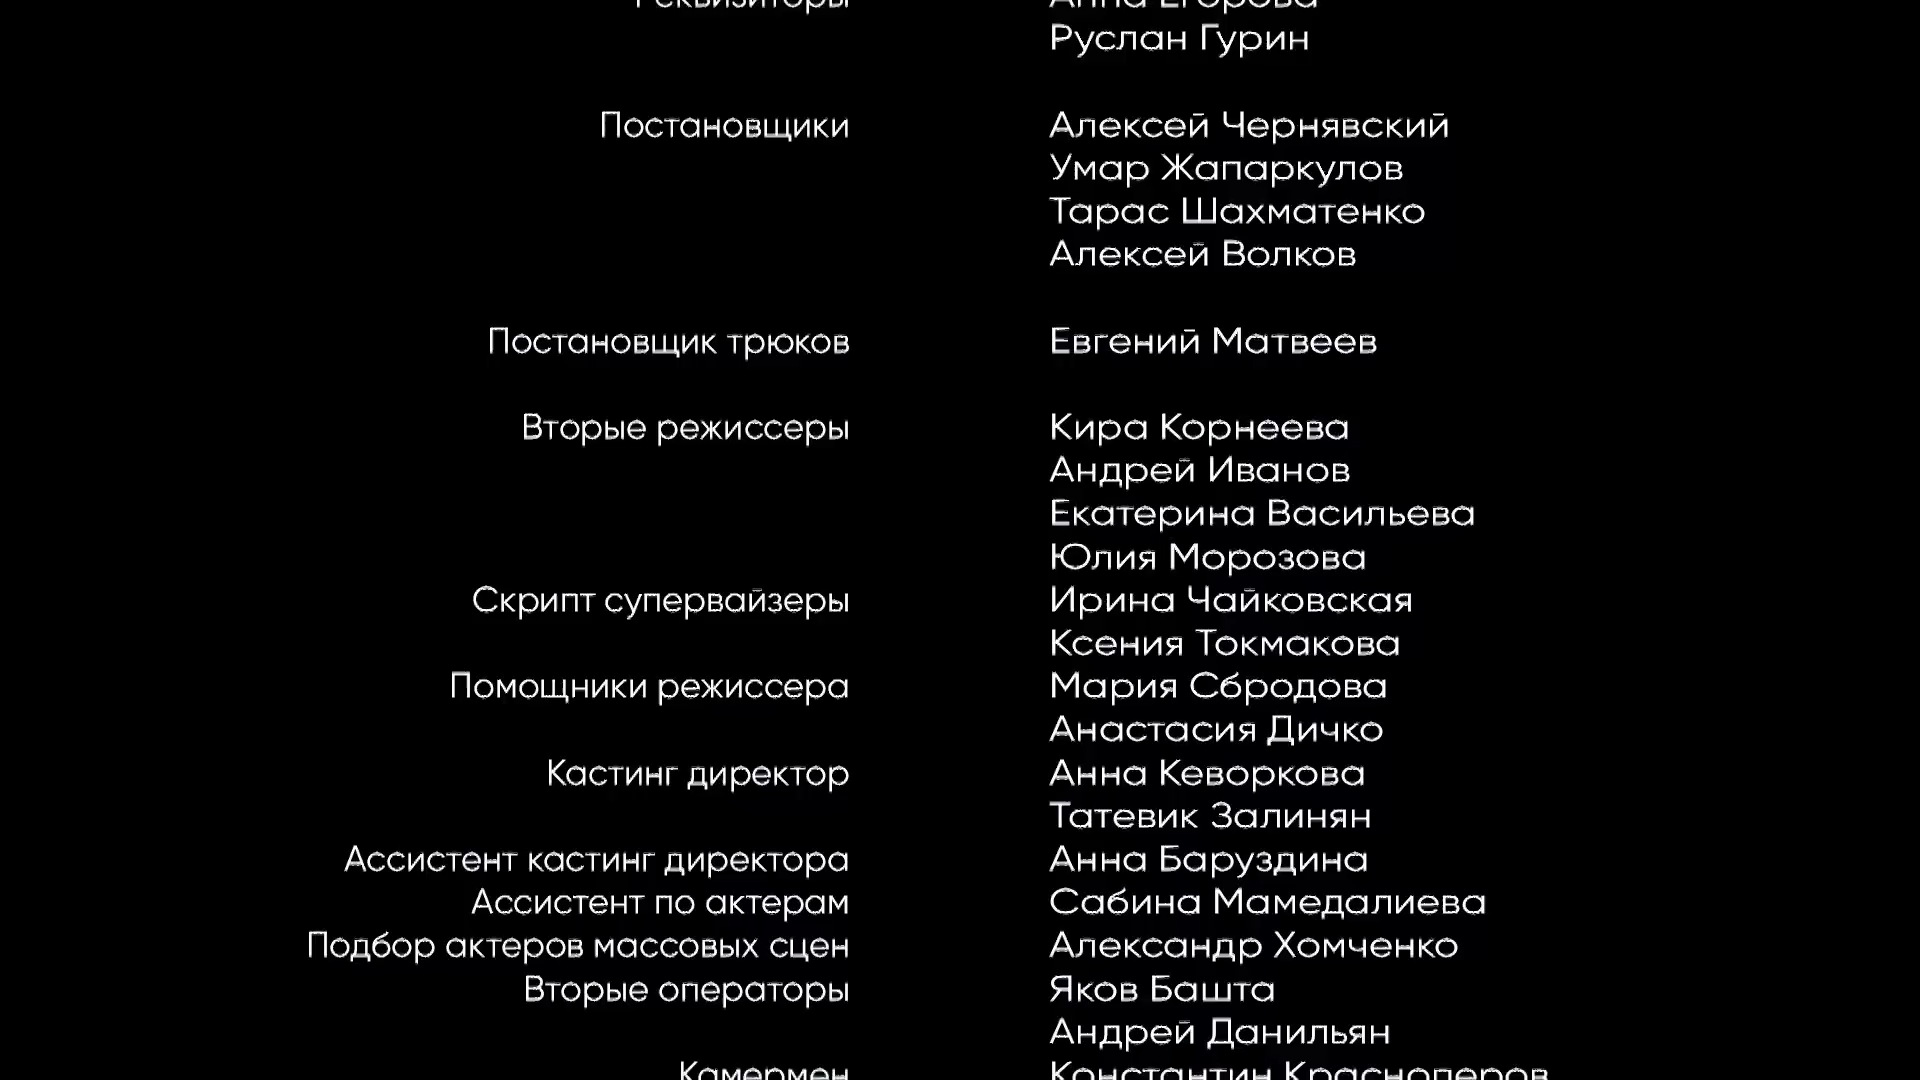 Реквизиторы Анна Егорова
Руслан Гурин
Постановщики Алексей Чернявский
Умар Жапаркулов
Тарас Шахматенко
Алексей Волков
Постановщик трюков Евгений Матвеев
Вторые режиссеры Кира Корнеева
Андрей Иванов
Екатерина Васильева
Юлия Морозова
Скрипт супервайзеры Ирина Чайковская
Ксения Токмакова
Помощники режиссера Мария Сбродова
Анастасия Дичко
Кастинг директор Анна Кеворкова
Татевик Залинян
Ассистент кастинг директора Анна Баруздина
Ассистент по актерам Сабина Мамедалиева
Подбор актеров массовых сцен Александр Хомченко
Вторые операторы Яков Башта
Андрей Данильян
Камермен Константин Красноперов